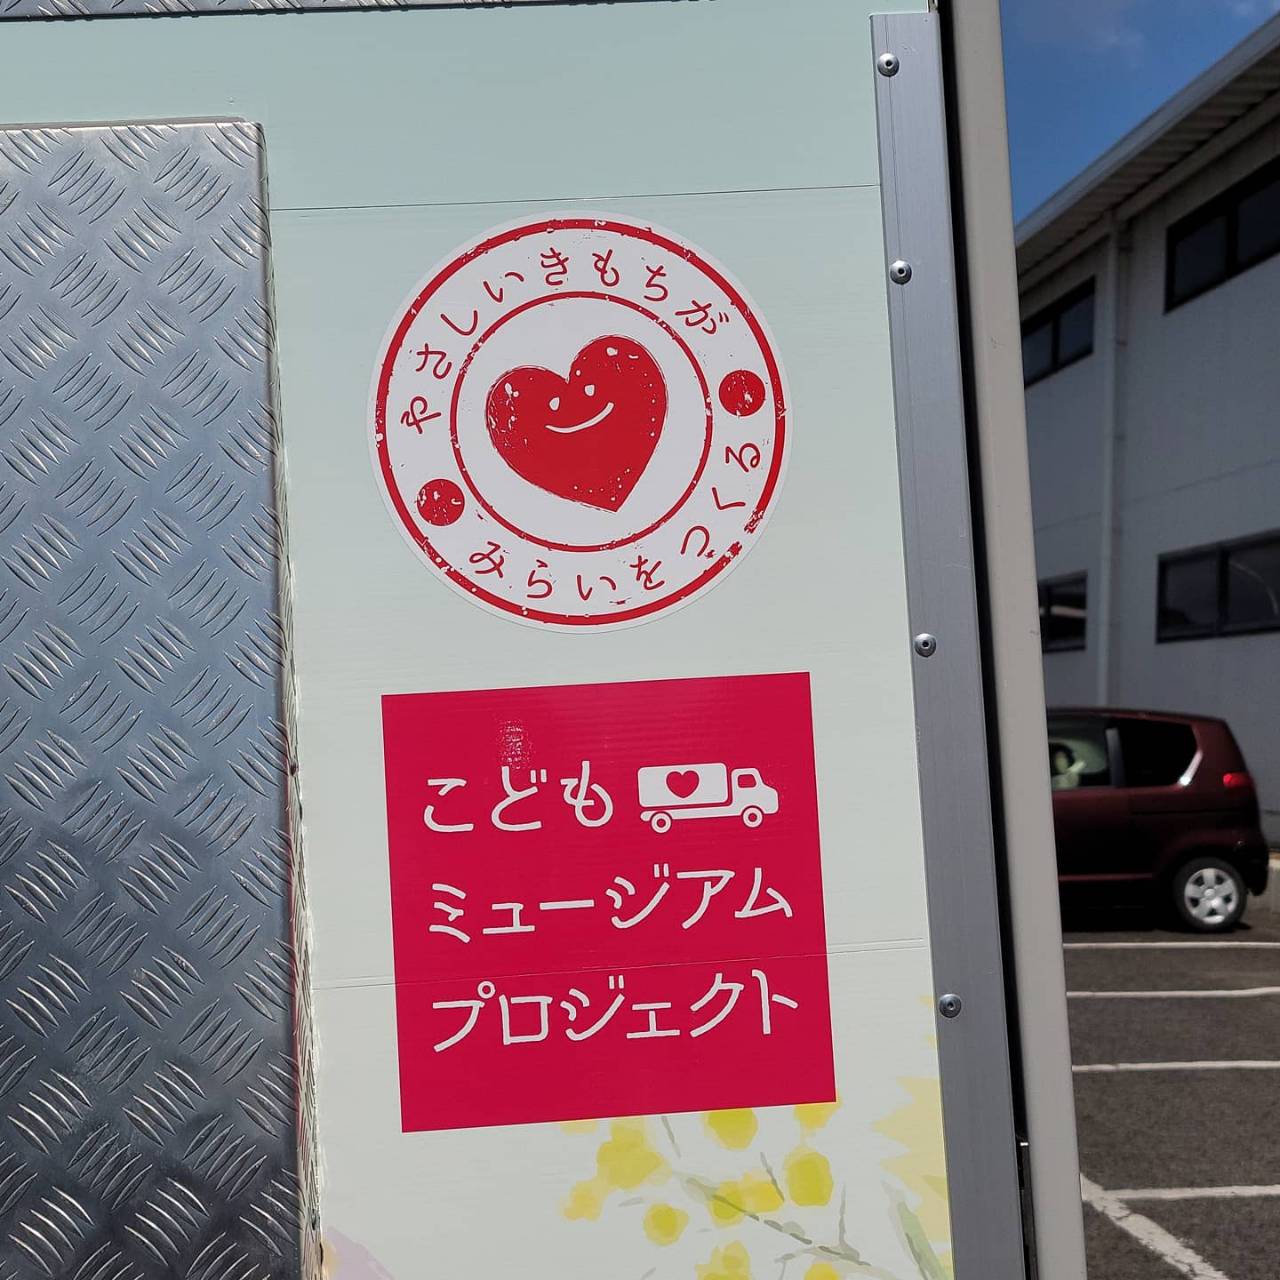 やさしいきもちが
みらいをつくる
こども
ミュージアム
プロジェクト